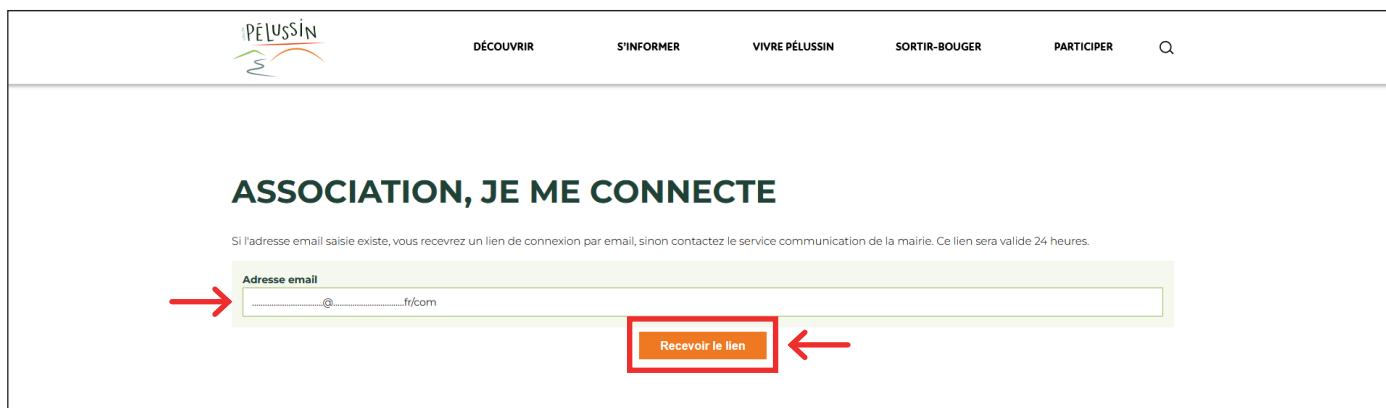 PÉLUSSIN
DÉCOUVRIR S'INFORMER VIVRE PÉLUSSIN SORTIR-BOUGER PARTICIPER
ASSOCIATION, JE ME CONNECTE
Si l'adresse email saisie existe, vous recevrez un lien de connexion par email, sinon contactez le service communication de la mairie. Ce lien sera valide 24 heures.
Adresse email
..................................@..................................fr/com
Recevoir le lien